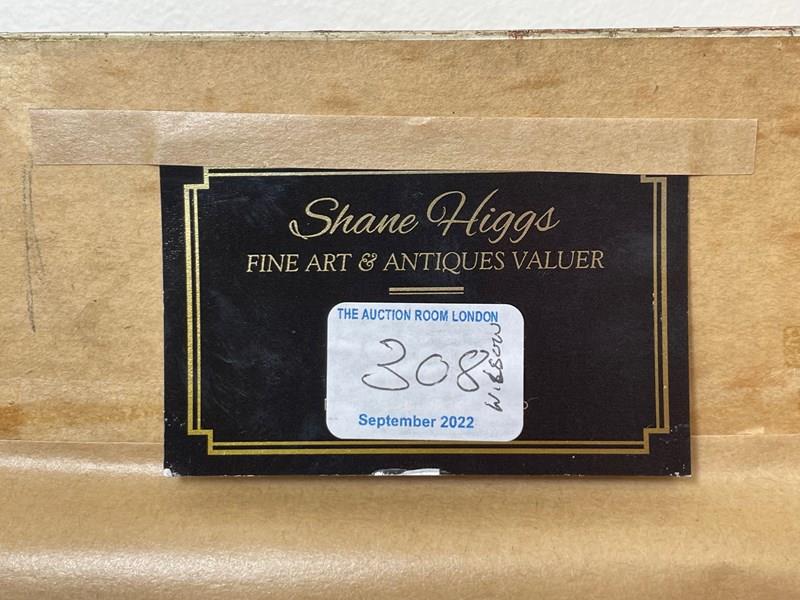 Shane Higgs
FINE ART & ANTIQUES VALUER
THE AUCTION ROOM LONDON
308
September 2022